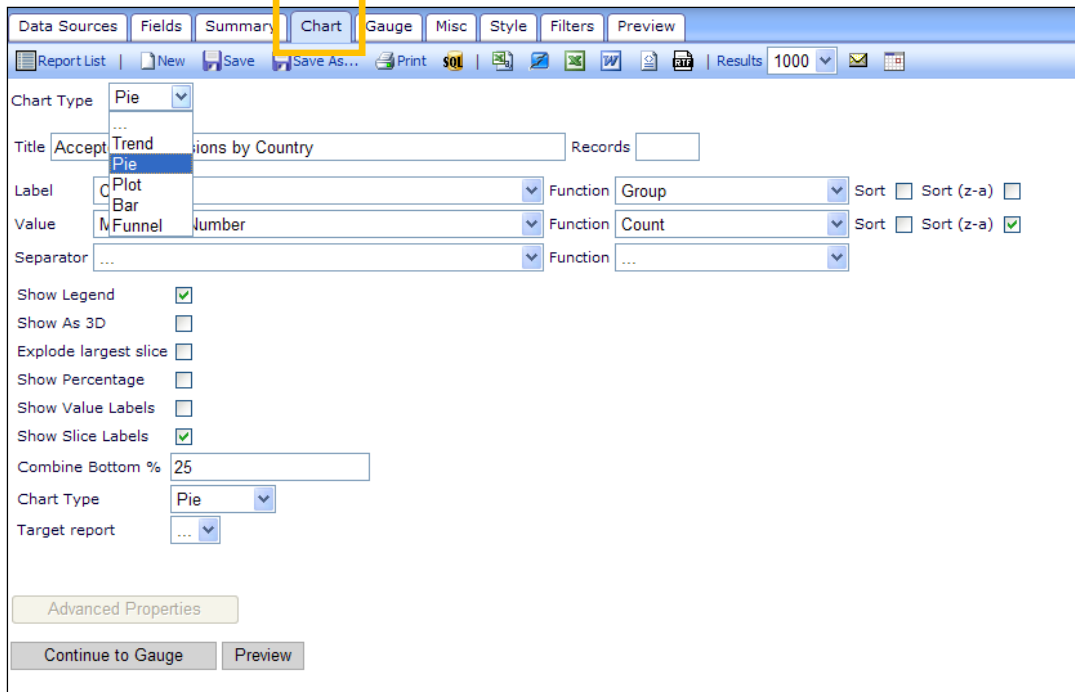 Data Sources Fields Summary Chart Gauge Misc Style Filters Preview
Report List | New Save Save As... Print SQL | W RTF | Results 1000
Chart Type Pie
...
Trend
Title Accept sions by Country Records
Pie
Plot
Label C Function Group Sort Sort (z-a)
Bar
Value M Number Function Count Sort Sort (z-a)
Funnel
Separator ... Function ...
Show Legend
Show As 3D
Explode largest slice
Show Percentage
Show Value Labels
Show Slice Labels
Combine Bottom % 25
Chart Type Pie
Target report ...
Advanced Properties
Continue to Gauge Preview